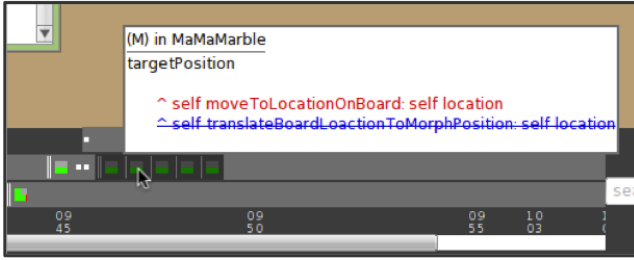 (M) in MaMaMarble
targetPosition
^ self moveToLocationOnBoard: self location
^ self translateBoardLoactionToMorphPosition: self location
sea
09 09 09 10
45 50 55 03